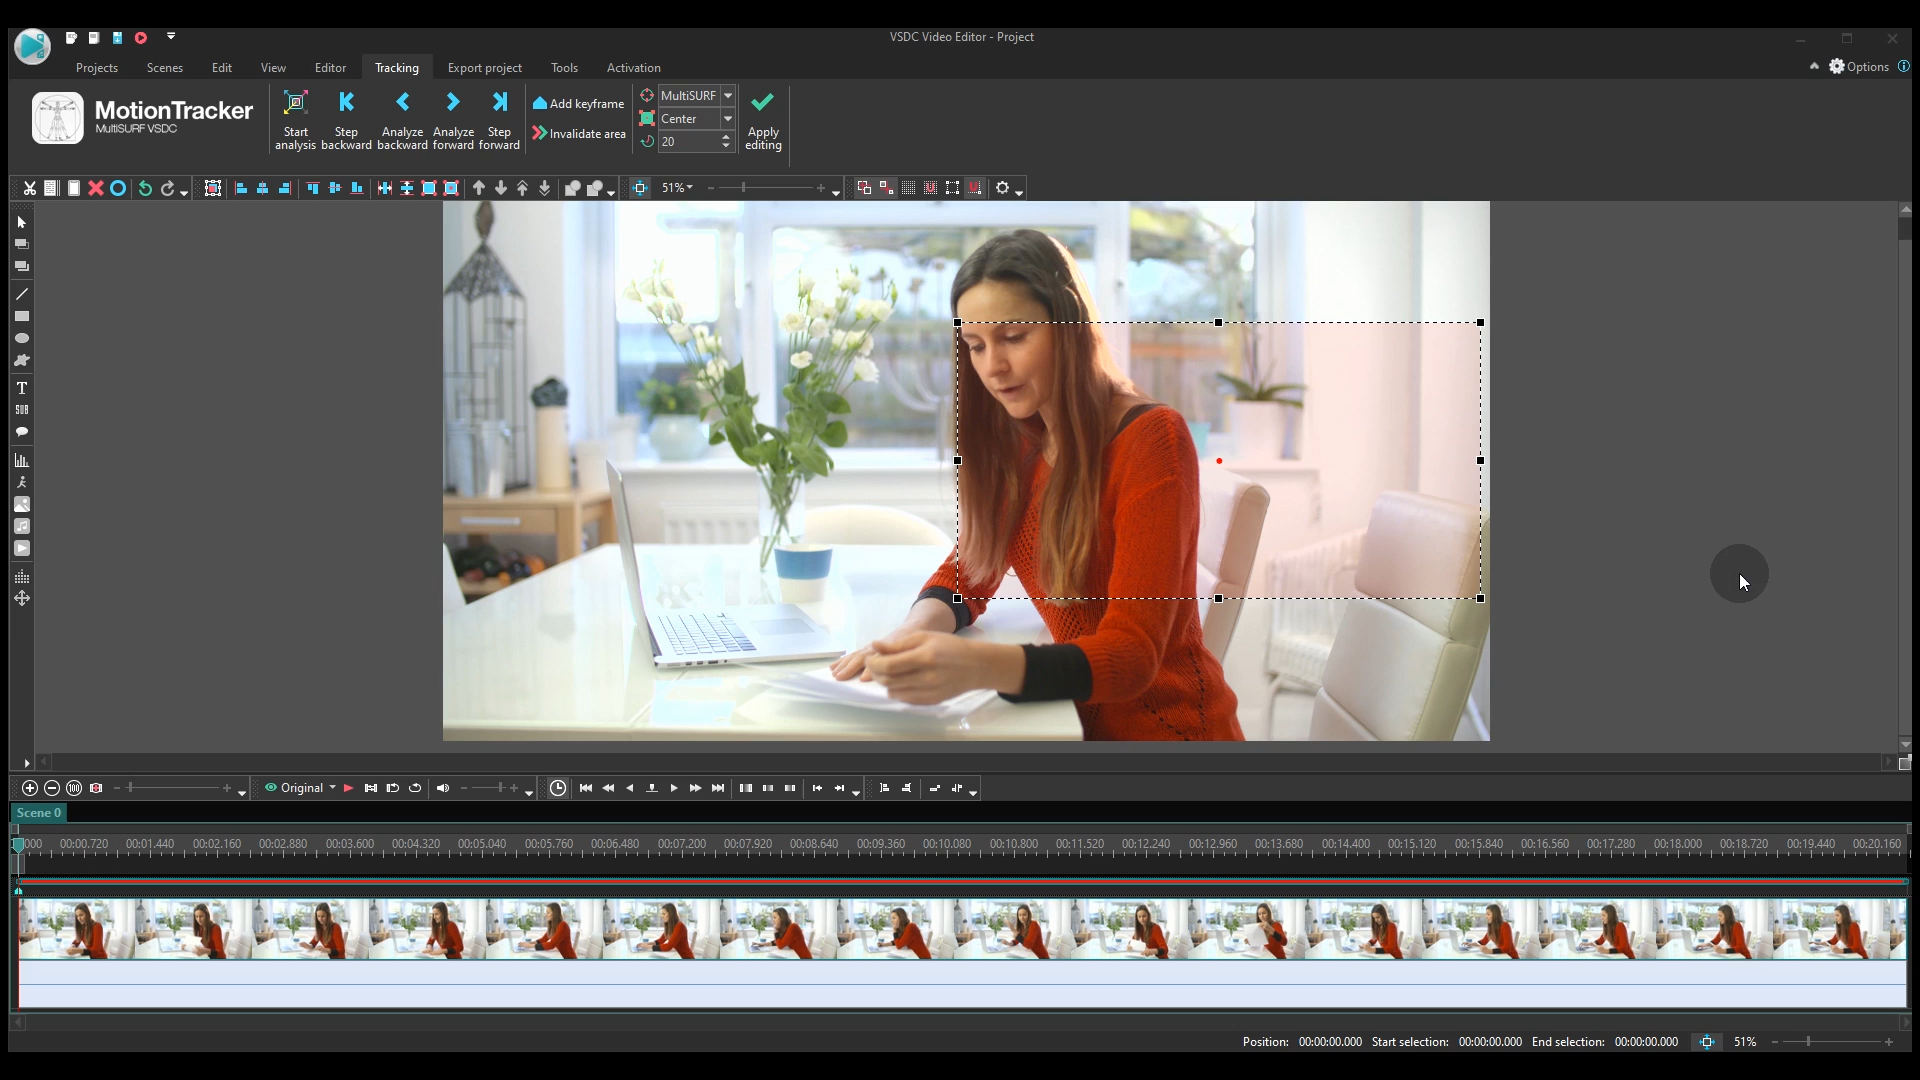 VSDC Video Editor - Project
Projects Scenes Edit View Editor Tracking Export project Tools Activation Options
MotionTracker
MultiSURF VSDC
Start analysis
Step backward
Analyze backward
Analyze forward
Step forward
Add keyframe
Invalidate area
MultiSURF
Center
20
Apply editing
51%
T
SUB
Original
Scene 0
000 00:00.720 00:01.440 00:02.160 00:02.880 00:03.600 00:04.320 00:05.040 00:05.760 00:06.480 00:07.200 00:07.920 00:08.640 00:09.360 00:10.080 00:10.800 00:11.520 00:12.240 00:12.960 00:13.680 00:14.400 00:15.120 00:15.840 00:16.560 00:17.280 00:18.000 00:18.720 00:19.440 00:20.160
Position: 00:00:00.000 Start selection: 00:00:00.000 End selection: 00:00:00.000 51%